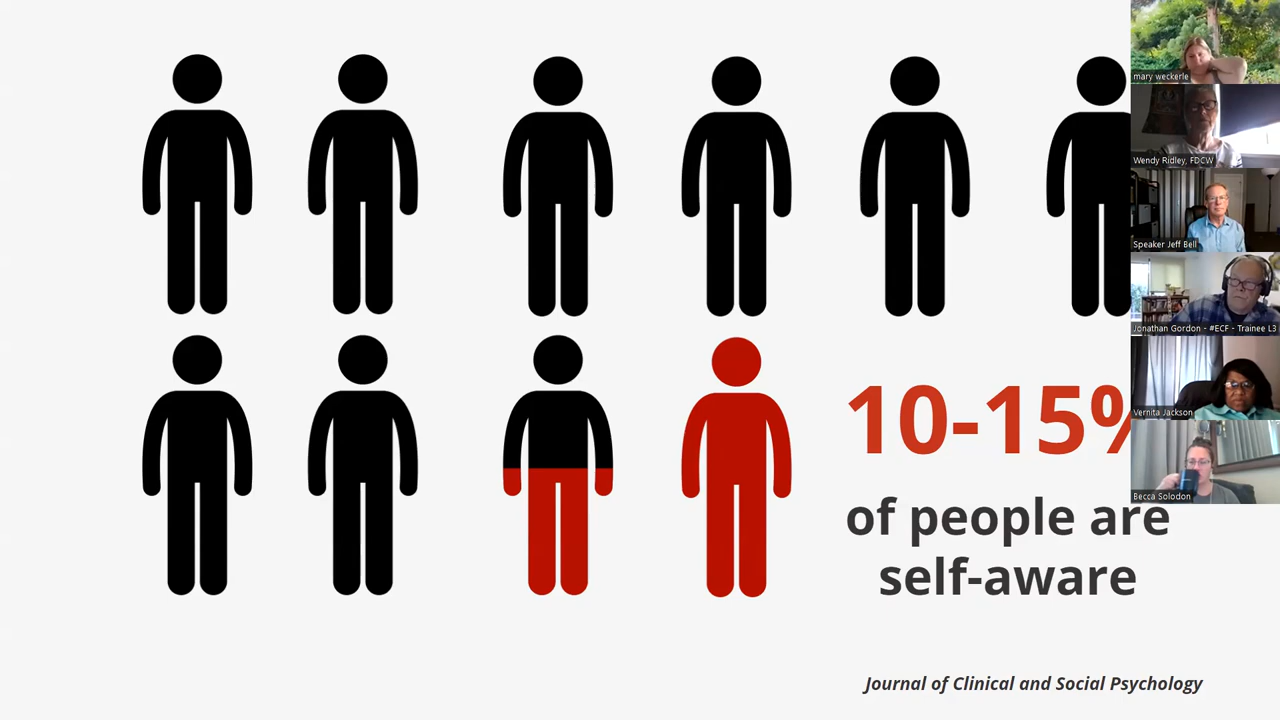 10-15%
of people are
self-aware
Journal of Clinical and Social Psychology
mary weckerle
Wendy Ridley, FDCW
Speaker Jeff Bell
Jonathan Gordon - #ECF - Trainee L3
Vernita Jackson
Becca Solodon